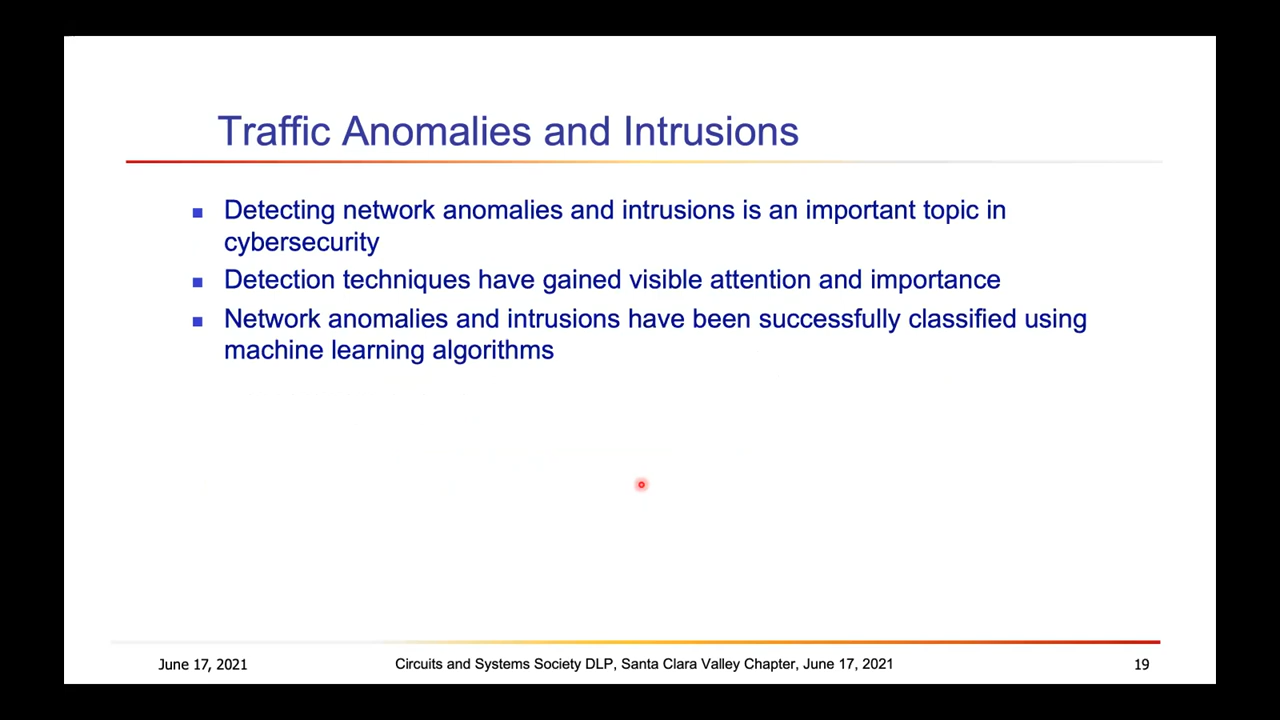 Traffic Anomalies and Intrusions
Detecting network anomalies and intrusions is an important topic in
cybersecurity
Detection techniques have gained visible attention and importance
Network anomalies and intrusions have been successfully classified using
machine learning algorithms
June 17, 2021
Circuits and Systems Society DLP, Santa Clara Valley Chapter, June 17, 2021
19